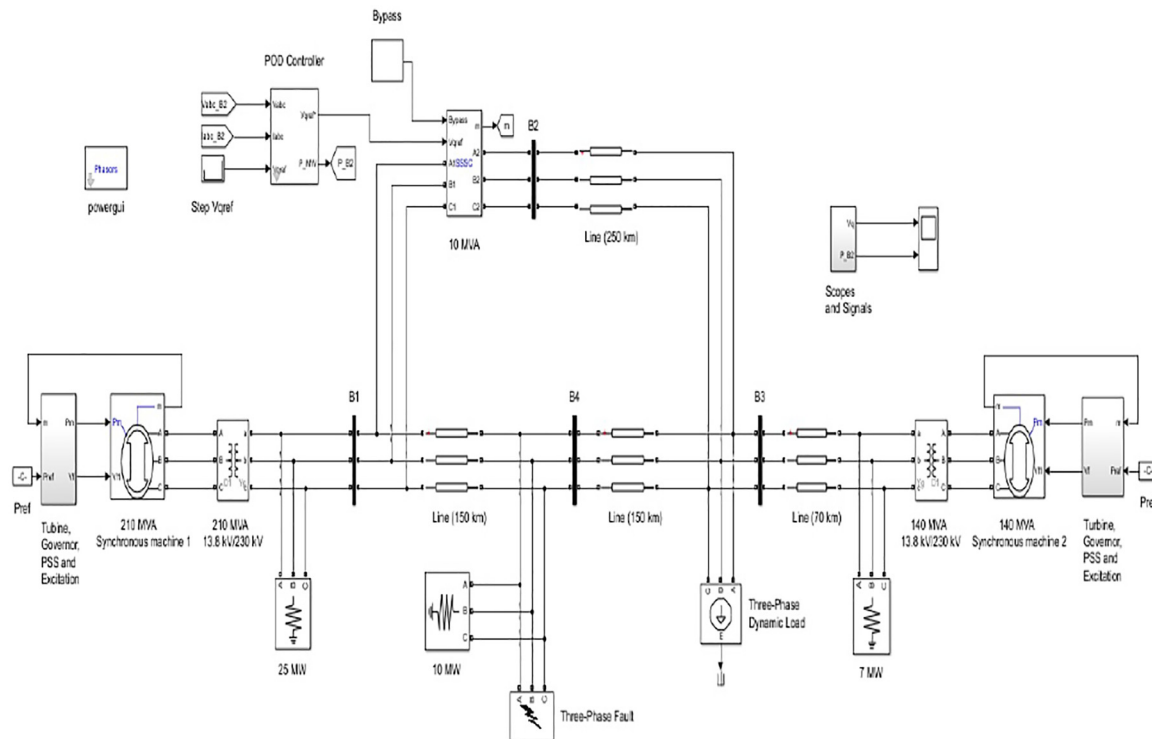 Bypass
POD Controller
Vabc_B2
Iabc_B2
Vabc
Iabc
Vqref
Vqref*
P_MW
P_B2
Step Vqref
Phasors
powergui
Bypass
Vqref
m
m
A1
SSSC
B1
C1
A2
B2
C2
10 MVA
B2
Line (250 km)
Vq
P_B2
Scopes
and Signals
B1
B4
B3
m
Pref
Pm
Vf
-C-
Pref
Tubine,
Governor,
PSS and
Excitation
Pm
m
A
B
C
210 MVA
Synchronous machine 1
A
B
C
a
b
210 MVA
13.8 kV/230 kV
Line (150 km)
Line (150 km)
Line (70 km)
a
b
c
A
B
C
140 MVA
13.8 kV/230 kV
m
Pm
A
B
C
140 MVA
Synchronous machine 2
Pm
Vf
m
Pref
-C-
Turbine,
Governor,
PSS and
Excitation
A
B
C
25 MW
A
B
C
10 MW
A
B
C
Three-Phase Fault
Three-Phase
Dynamic Load
A
B
C
7 MW